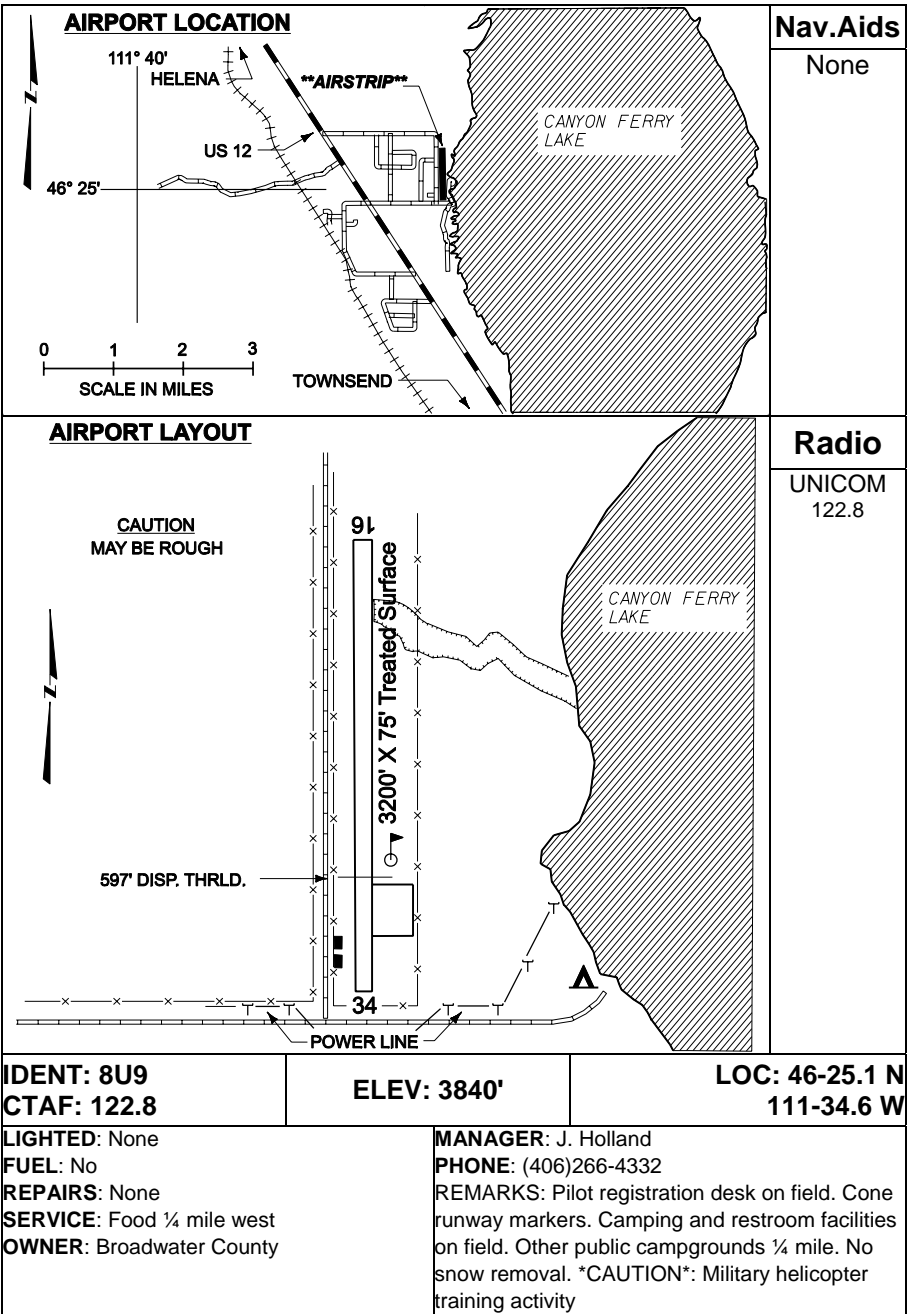 AIRPORT LOCATION
Nav.Aids
None
111° 40'
HELENA
**AIRSTRIP**
N
US 12
CANYON FERRY
LAKE
46° 25'
0 1 2 3
SCALE IN MILES
TOWNSEND
AIRPORT LAYOUT
Radio
UNICOM
122.8
CAUTION
MAY BE ROUGH
16
3200' X 75' Treated Surface
CANYON FERRY
LAKE
N
597' DISP. THRLD.
34
POWER LINE
IDENT: 8U9
CTAF: 122.8
ELEV: 3840'
LOC: 46-25.1 N
111-34.6 W
LIGHTED: None
FUEL: No
REPAIRS: None
SERVICE: Food ¼ mile west
OWNER: Broadwater County
MANAGER: J. Holland
PHONE: (406)266-4332
REMARKS: Pilot registration desk on field. Cone
runway markers. Camping and restroom facilities
on field. Other public campgrounds ¼ mile. No
snow removal. *CAUTION*: Military helicopter
training activity